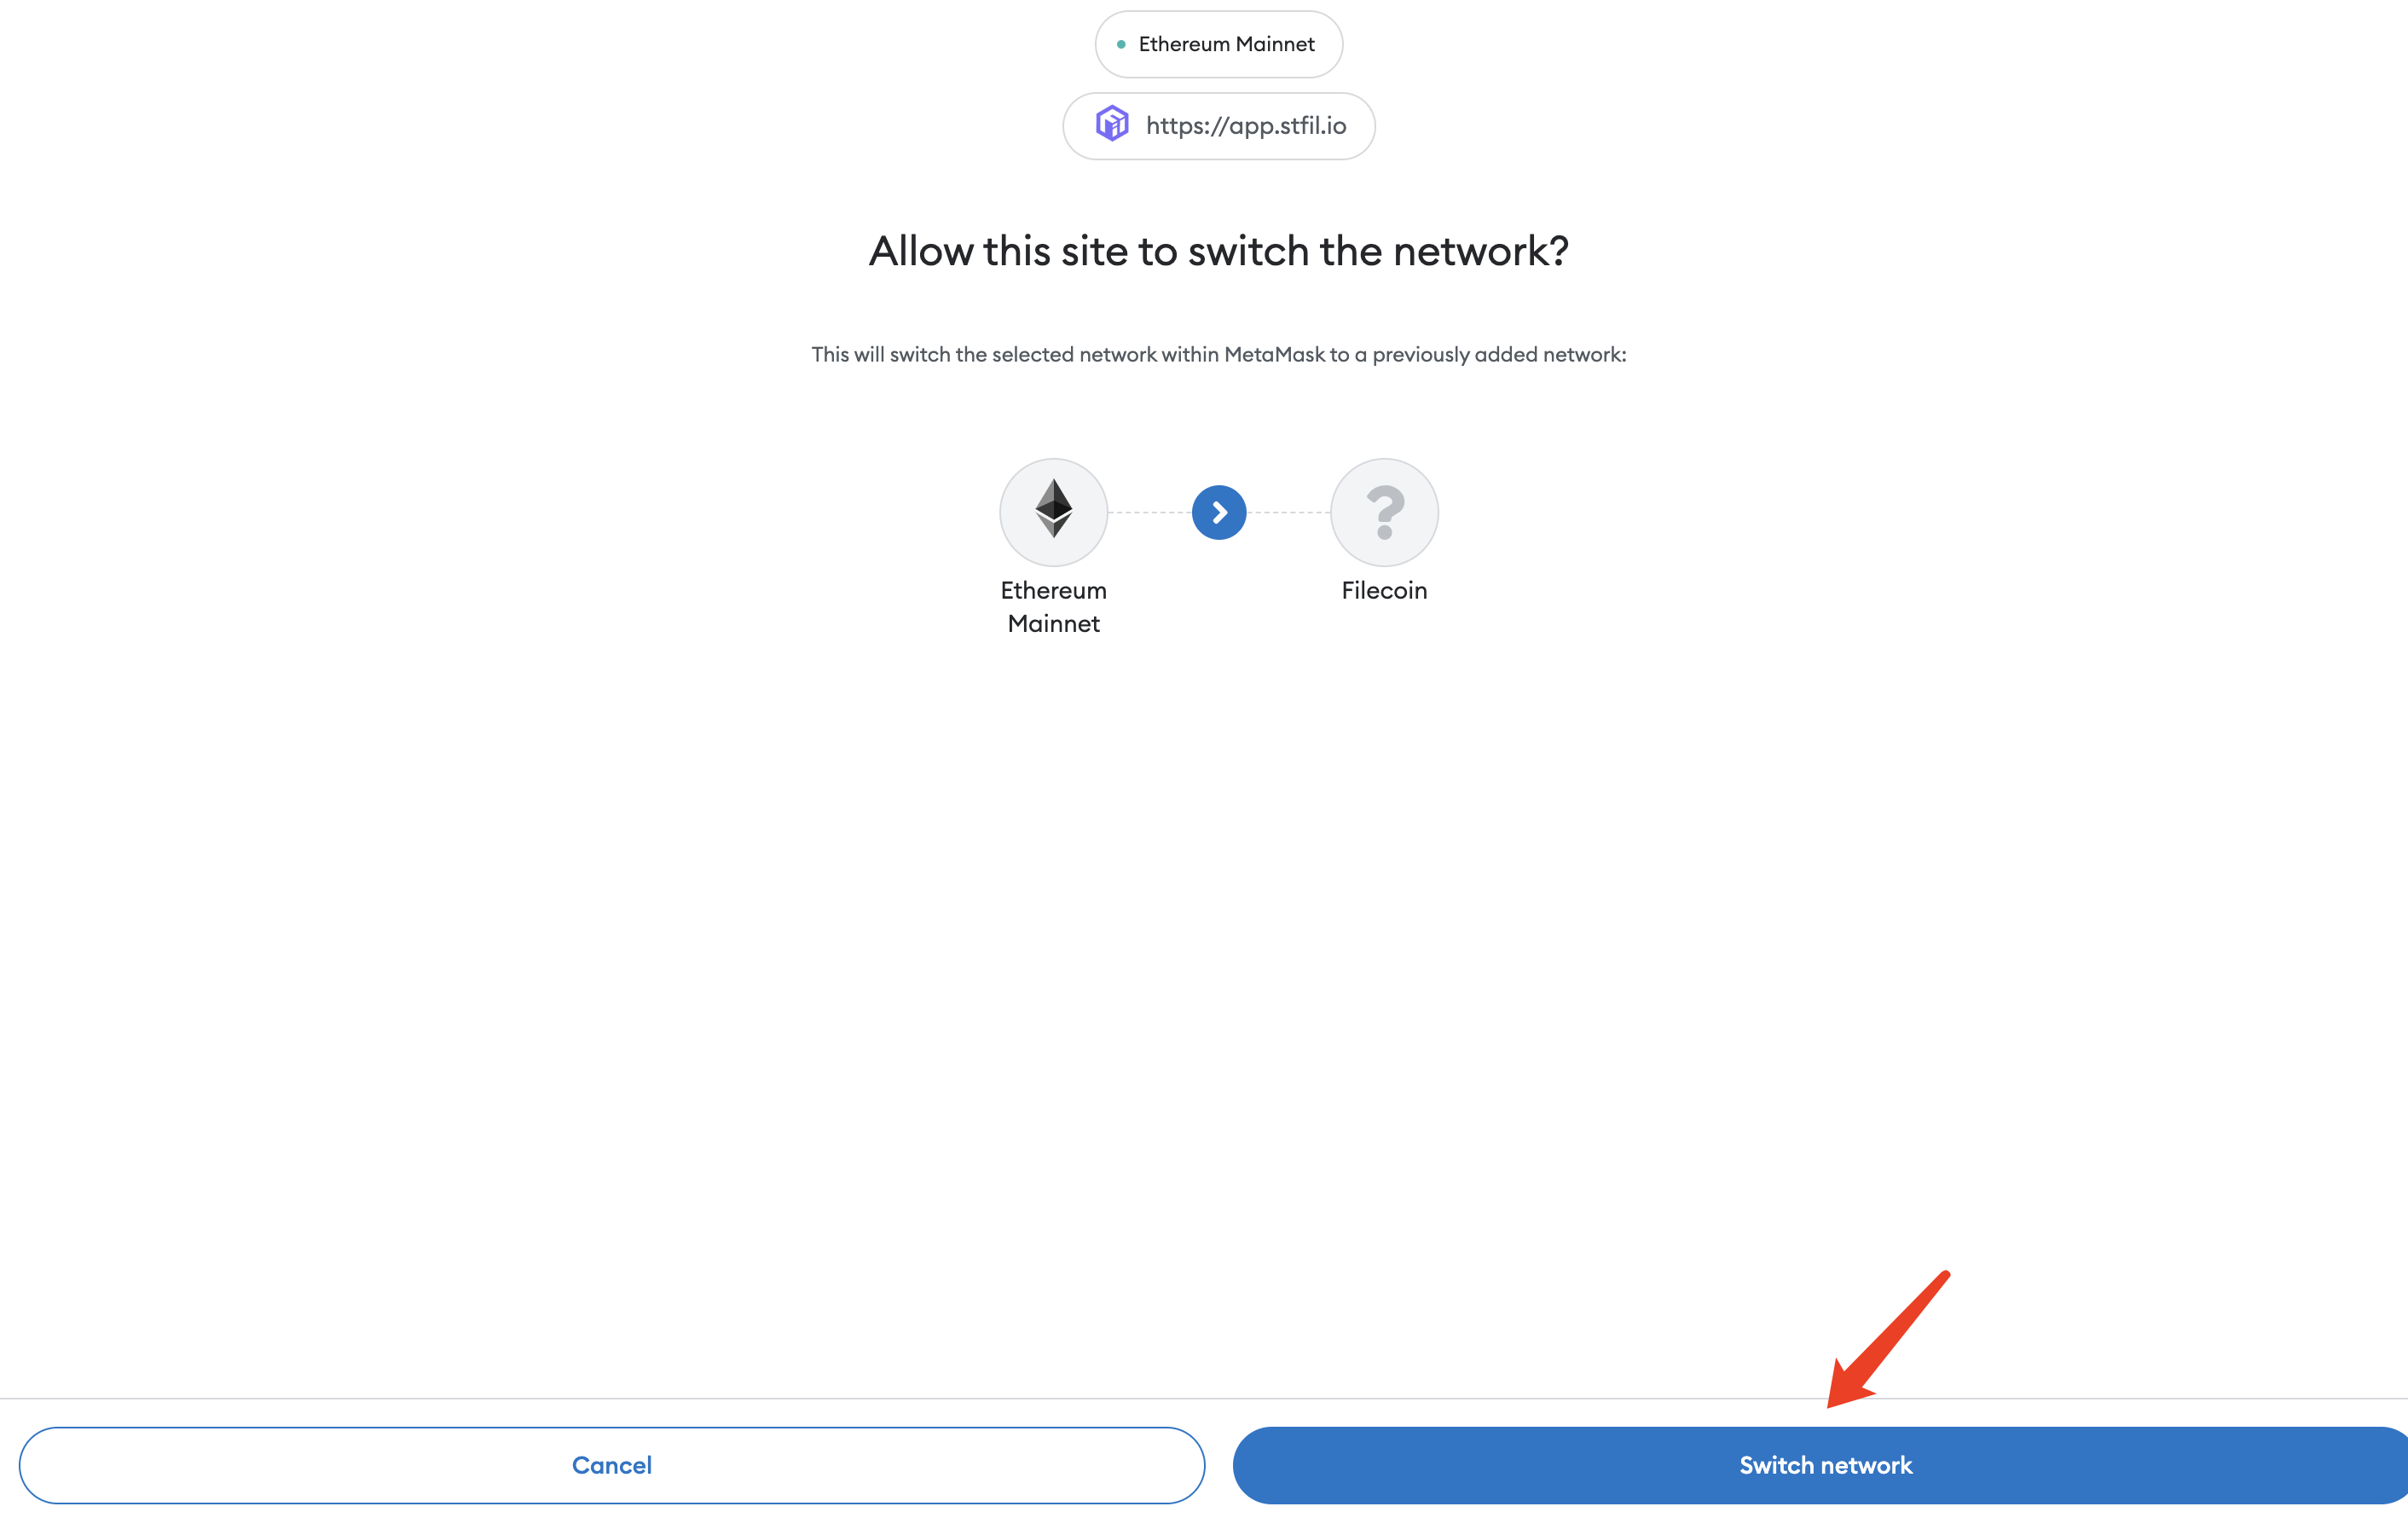 Ethereum Mainnet
https://app.stfil.io
Allow this site to switch the network?
This will switch the selected network within MetaMask to a previously added network:
?
Ethereum
Mainnet
Filecoin
Cancel
Switch network